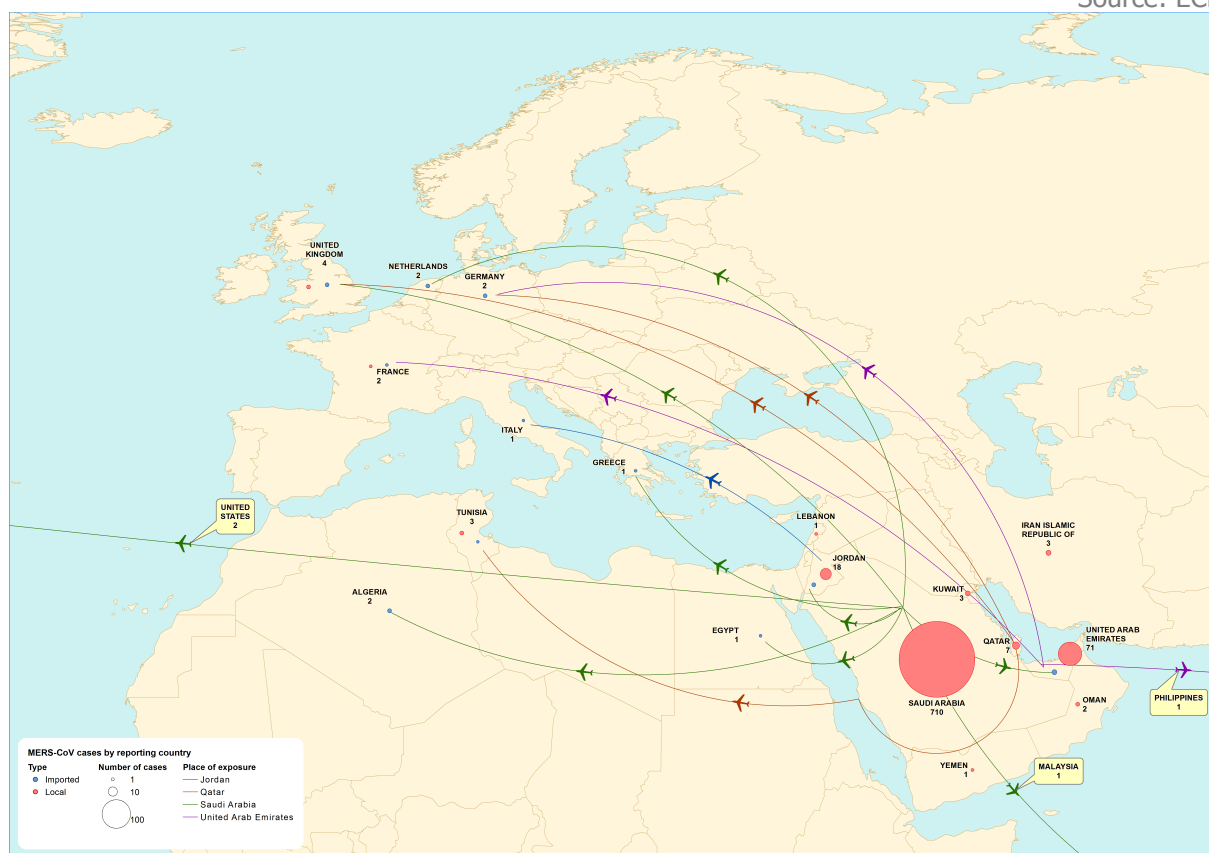 Source:
UNITED
KINGDOM
4
NETHERLANDS
2
GERMANY
2
FRANCE
2
ITALY
1
GREECE
1
UNITED
STATES
2
TUNISIA
3
LEBANON
1
IRAN ISLAMIC
REPUBLIC OF
3
JORDAN
18
ALGERIA
2
KUWAIT
3
EGYPT
1
QATAR
7
UNITED ARAB
EMIRATES
71
SAUDI ARABIA
710
OMAN
2
PHILIPPINES
1
YEMEN
1
MALAYSIA
1
MERS-CoV cases by reporting country
Type
Imported
Local
Number of cases
1
10
100
Place of exposure
Jordan
Qatar
Saudi Arabia
United Arab Emirates